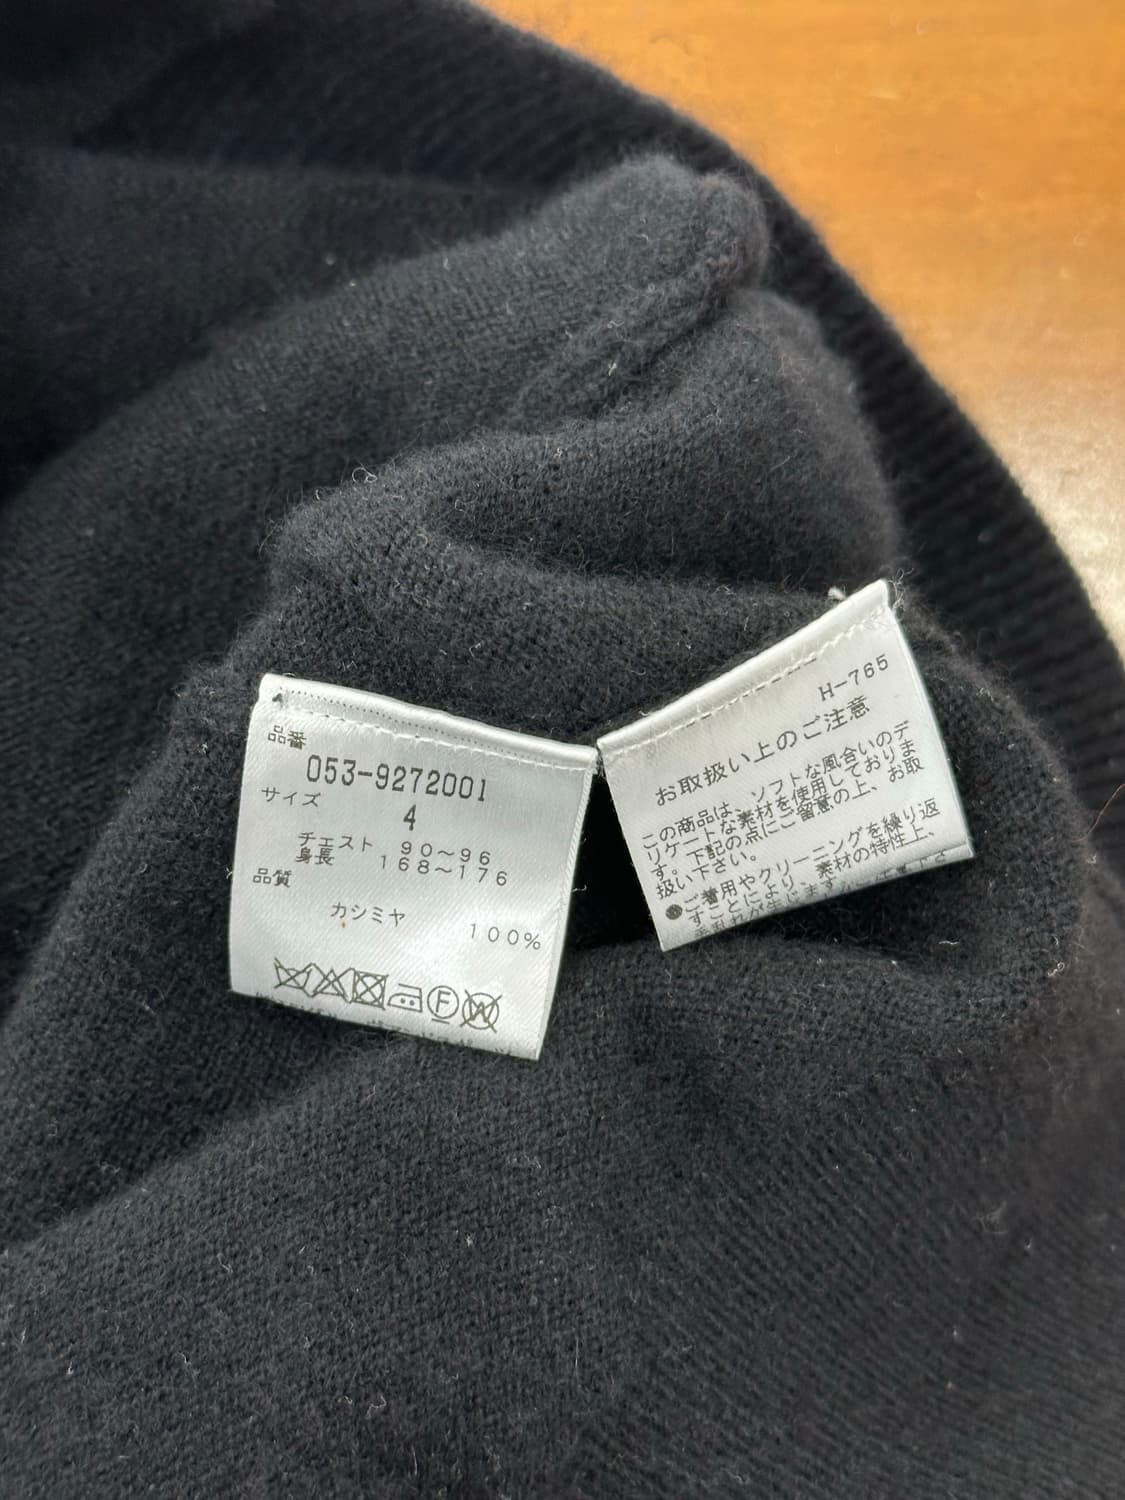 品番
053-9272001
サイズ
4
チェスト 90～96
身長 168～176
品質
カシミヤ 100%
F
W
H-765
お取扱い上のご注意
この商品は、ソフトな風合いのデ
リケートな素材を使用しておりま
す。下記の点にご留意の上、お取
扱い下さい。
●ご着用やクリーニングを繰り返
すことにより、素材の特性上、